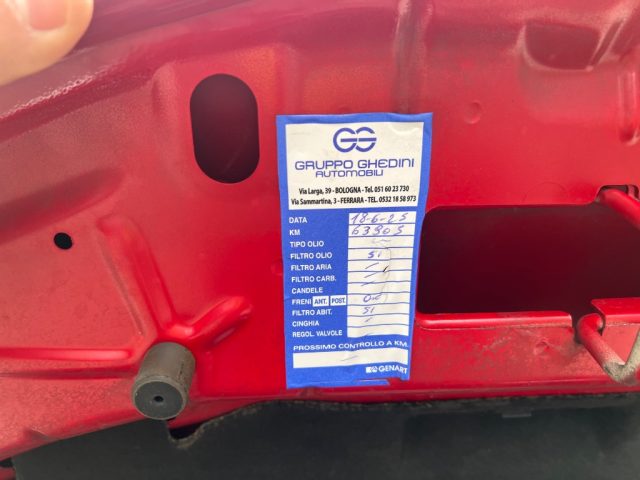 GG
GRUPPO GHEDINI
AUTOMOBILI
Via Larga, 39 - BOLOGNA - Tel. 051 60 23 730
Via Sammartina, 3 - FERRARA - TEL. 0532 18 58 973
DATA 18-6-25
KM 63905
TIPO OLIO
FILTRO OLIO SI
FILTRO ARIA
FILTRO CARB.
CANDELE
FRENI ANT. POST.
FILTRO ABIT. SI
CINGHIA
REGOL. VALVOLE
PROSSIMO CONTROLLO A KM.
GENART